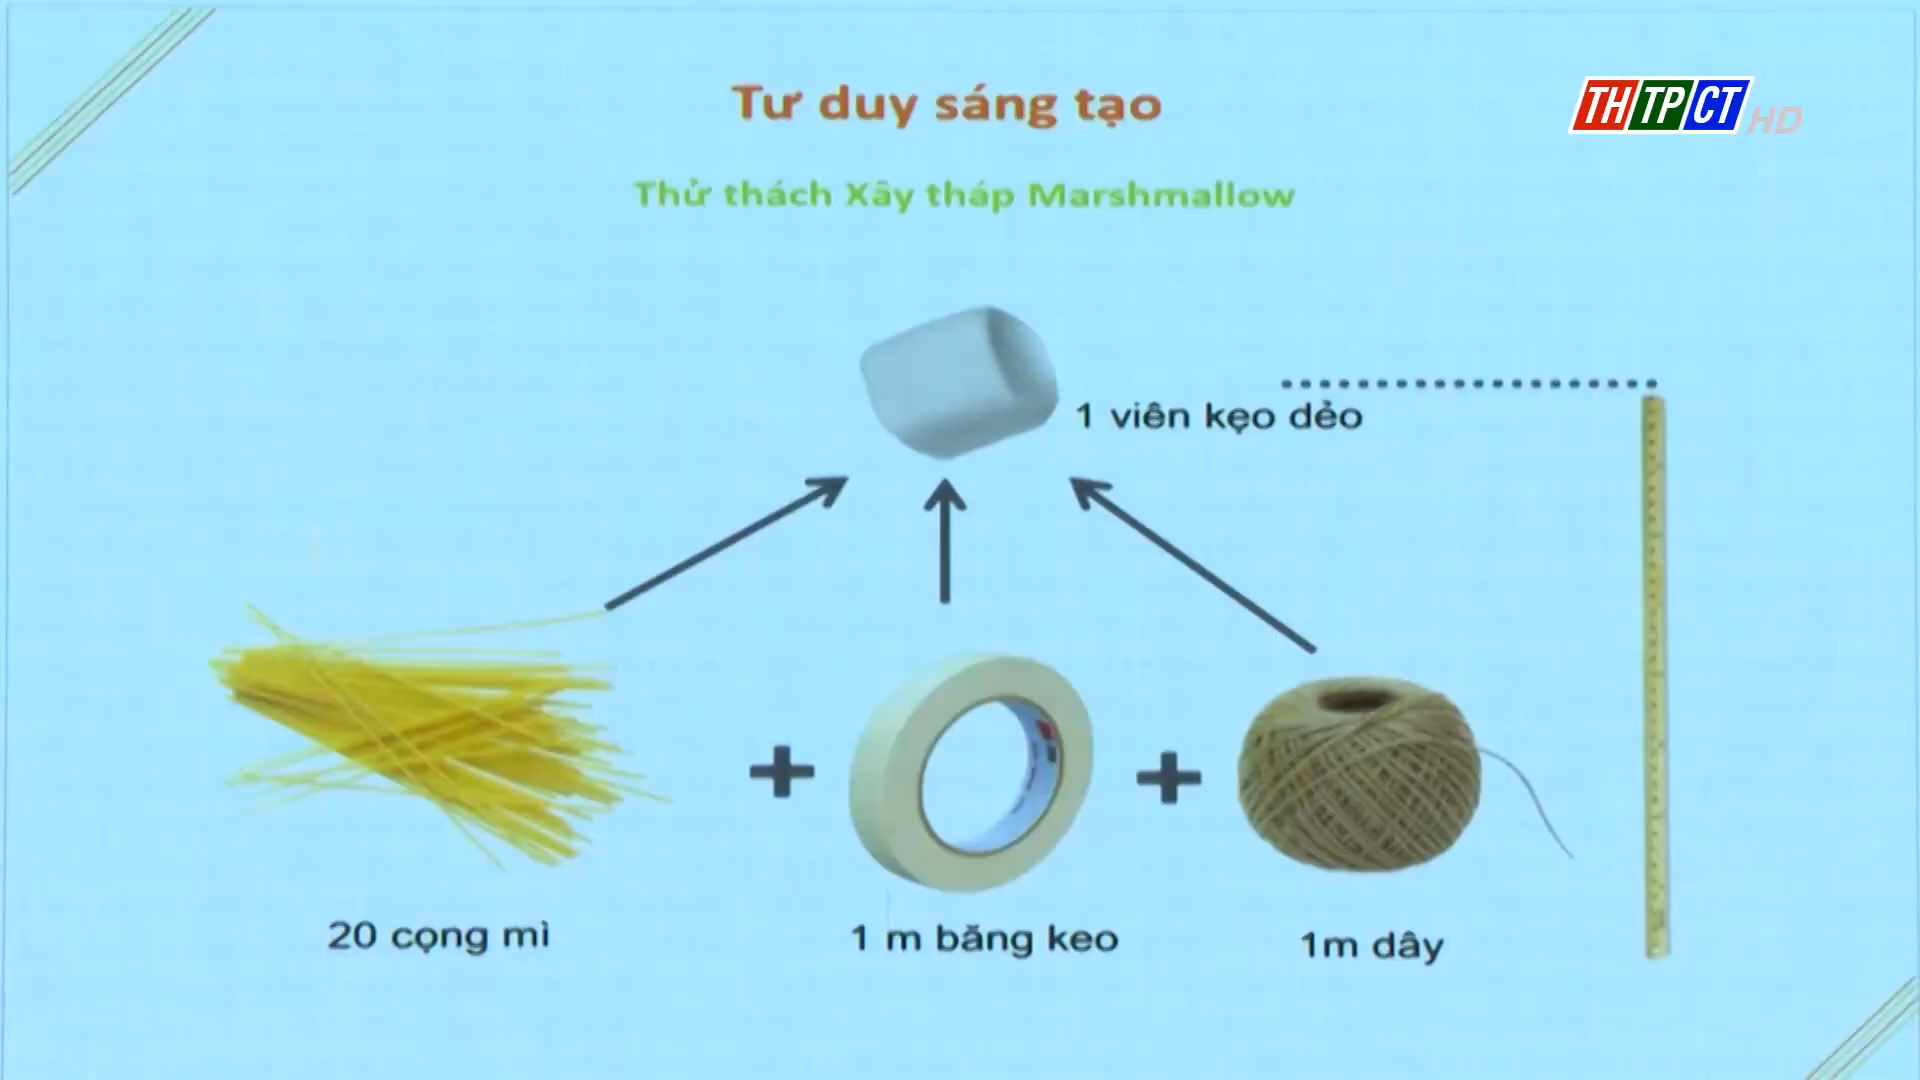 Tư duy sáng tạo
THTPCT HD
Thử thách Xây tháp Marshmallow
1 viên kẹo dẻo
20 cọng mì
1 m băng keo
1m dây